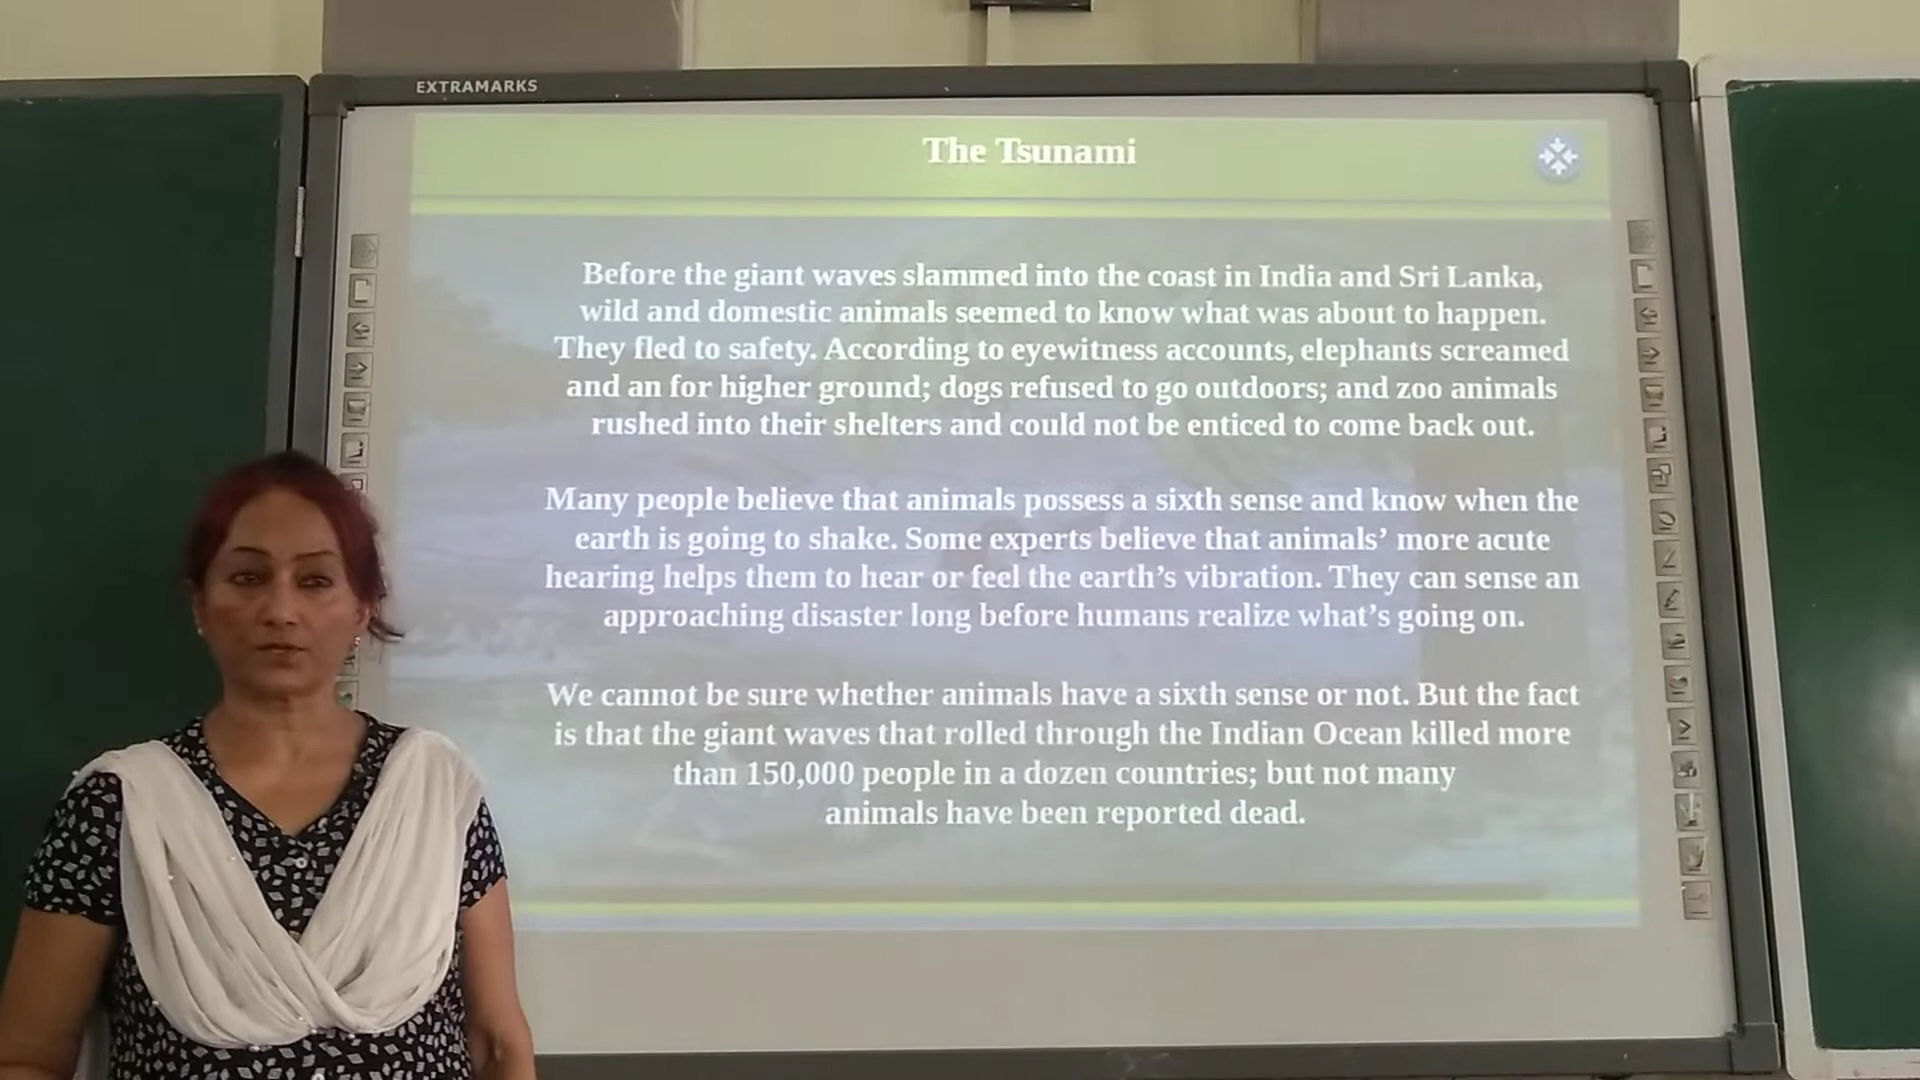 EXTRAMARKS
The Tsunami
Before the giant waves slammed into the coast in India and Sri Lanka,
wild and domestic animals seemed to know what was about to happen.
They fled to safety. According to eyewitness accounts, elephants screamed
and an for higher ground; dogs refused to go outdoors; and zoo animals
rushed into their shelters and could not be enticed to come back out.
Many people believe that animals possess a sixth sense and know when the
earth is going to shake. Some experts believe that animals’ more acute
hearing helps them to hear or feel the earth’s vibration. They can sense an
approaching disaster long before humans realize what’s going on.
We cannot be sure whether animals have a sixth sense or not. But the fact
is that the giant waves that rolled through the Indian Ocean killed more
than 150,000 people in a dozen countries; but not many
animals have been reported dead.